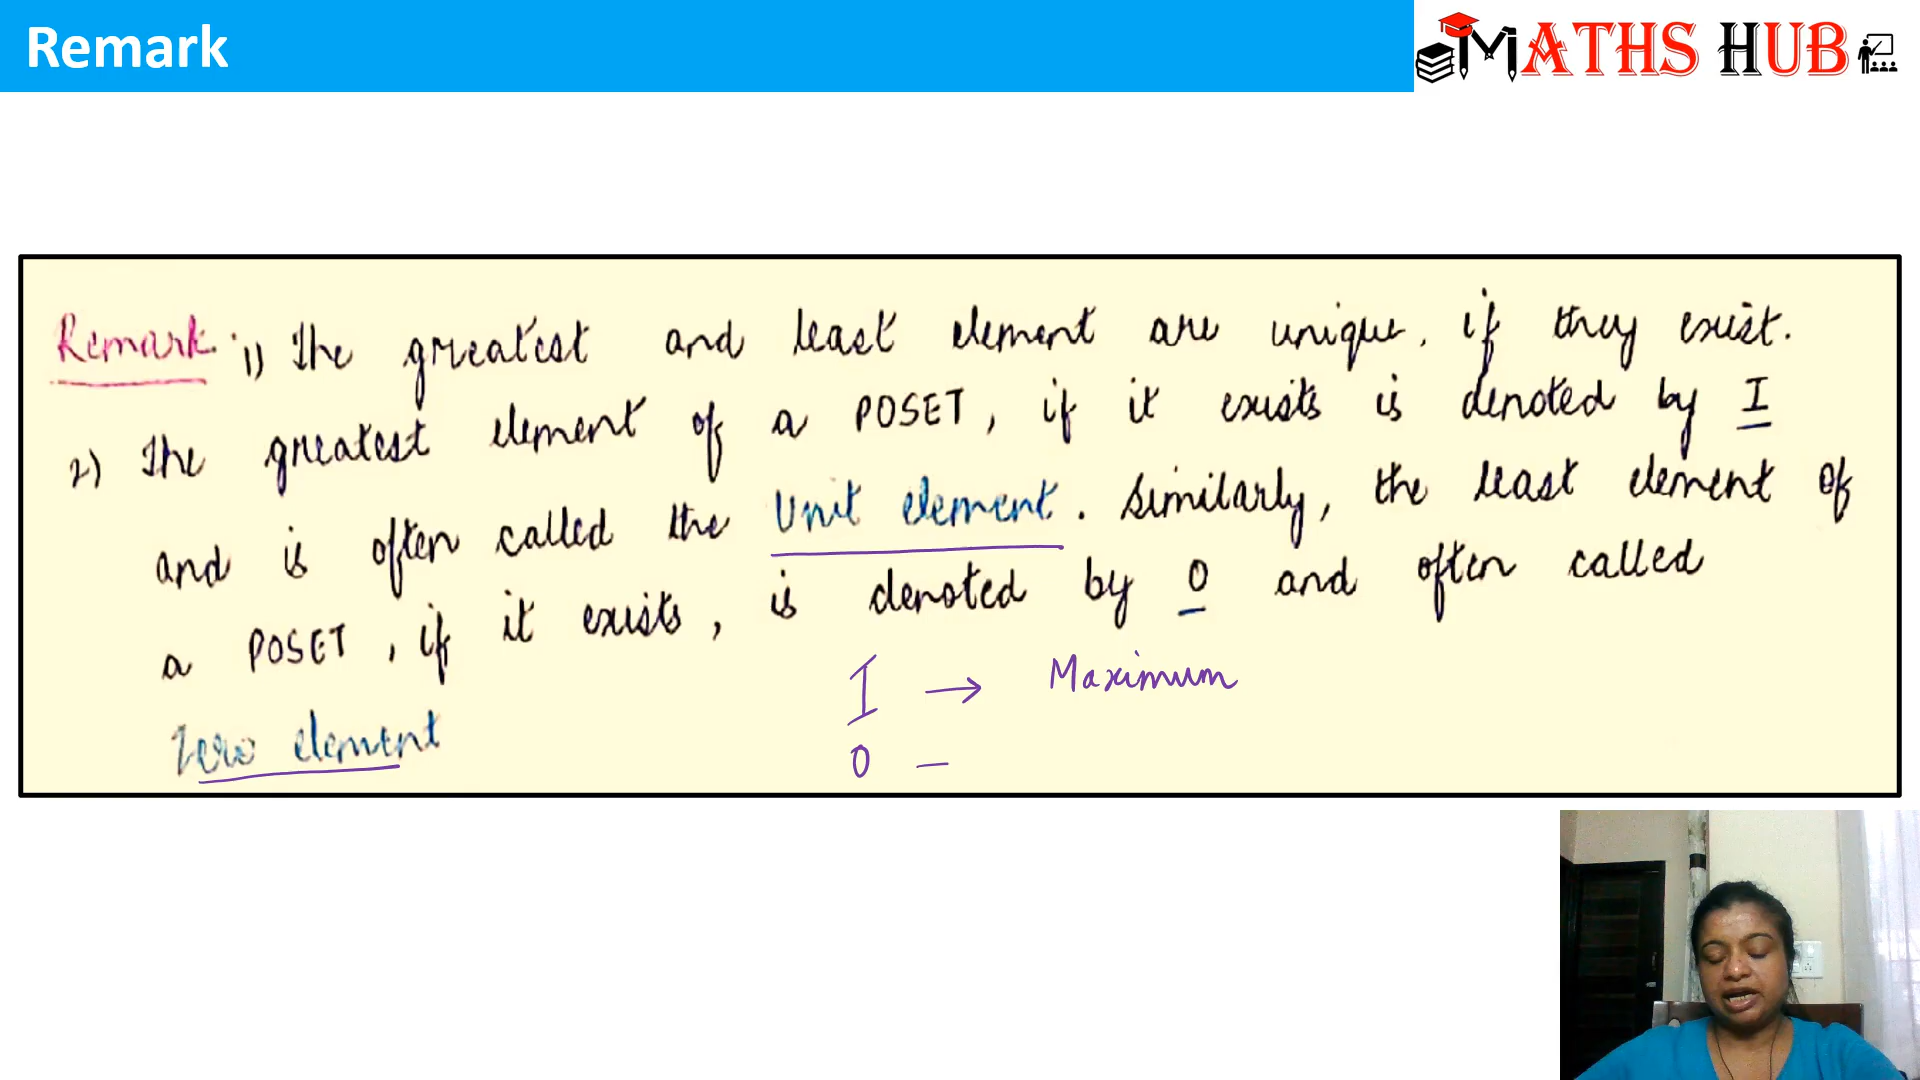 Remark
MATHS HUB
Remark: 1) The greatest and least element are unique, if they exist.
2) The greatest element of a POSET, if it exists is denoted by I
and is often called the Unit element. Similarly, the least element of
a POSET, if it exists, is denoted by 0 and often called
Zero element
I → Maximum
0 —